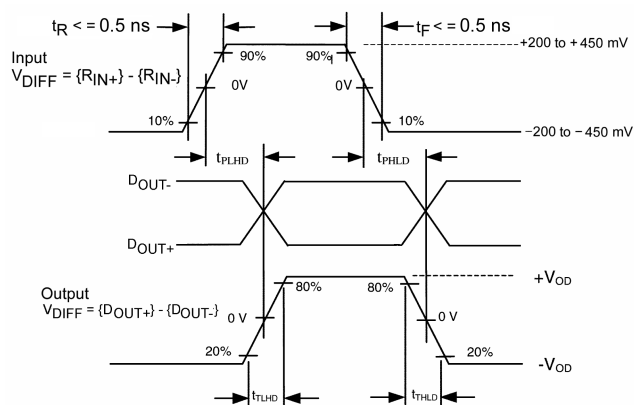 tR <= 0.5 ns
tF <= 0.5 ns
+200 to +450 mV
Input
VDIFF = {RIN+} - {RIN-}
90%
90%
0V
0V
10%
10%
−200 to −450 mV
tPLHD
tPHLD
DOUT-
DOUT+
+VOD
80%
80%
Output
VDIFF = {DOUT+} - {DOUT-}
0 V
0 V
20%
20%
-VOD
tTLHD
tTHLD